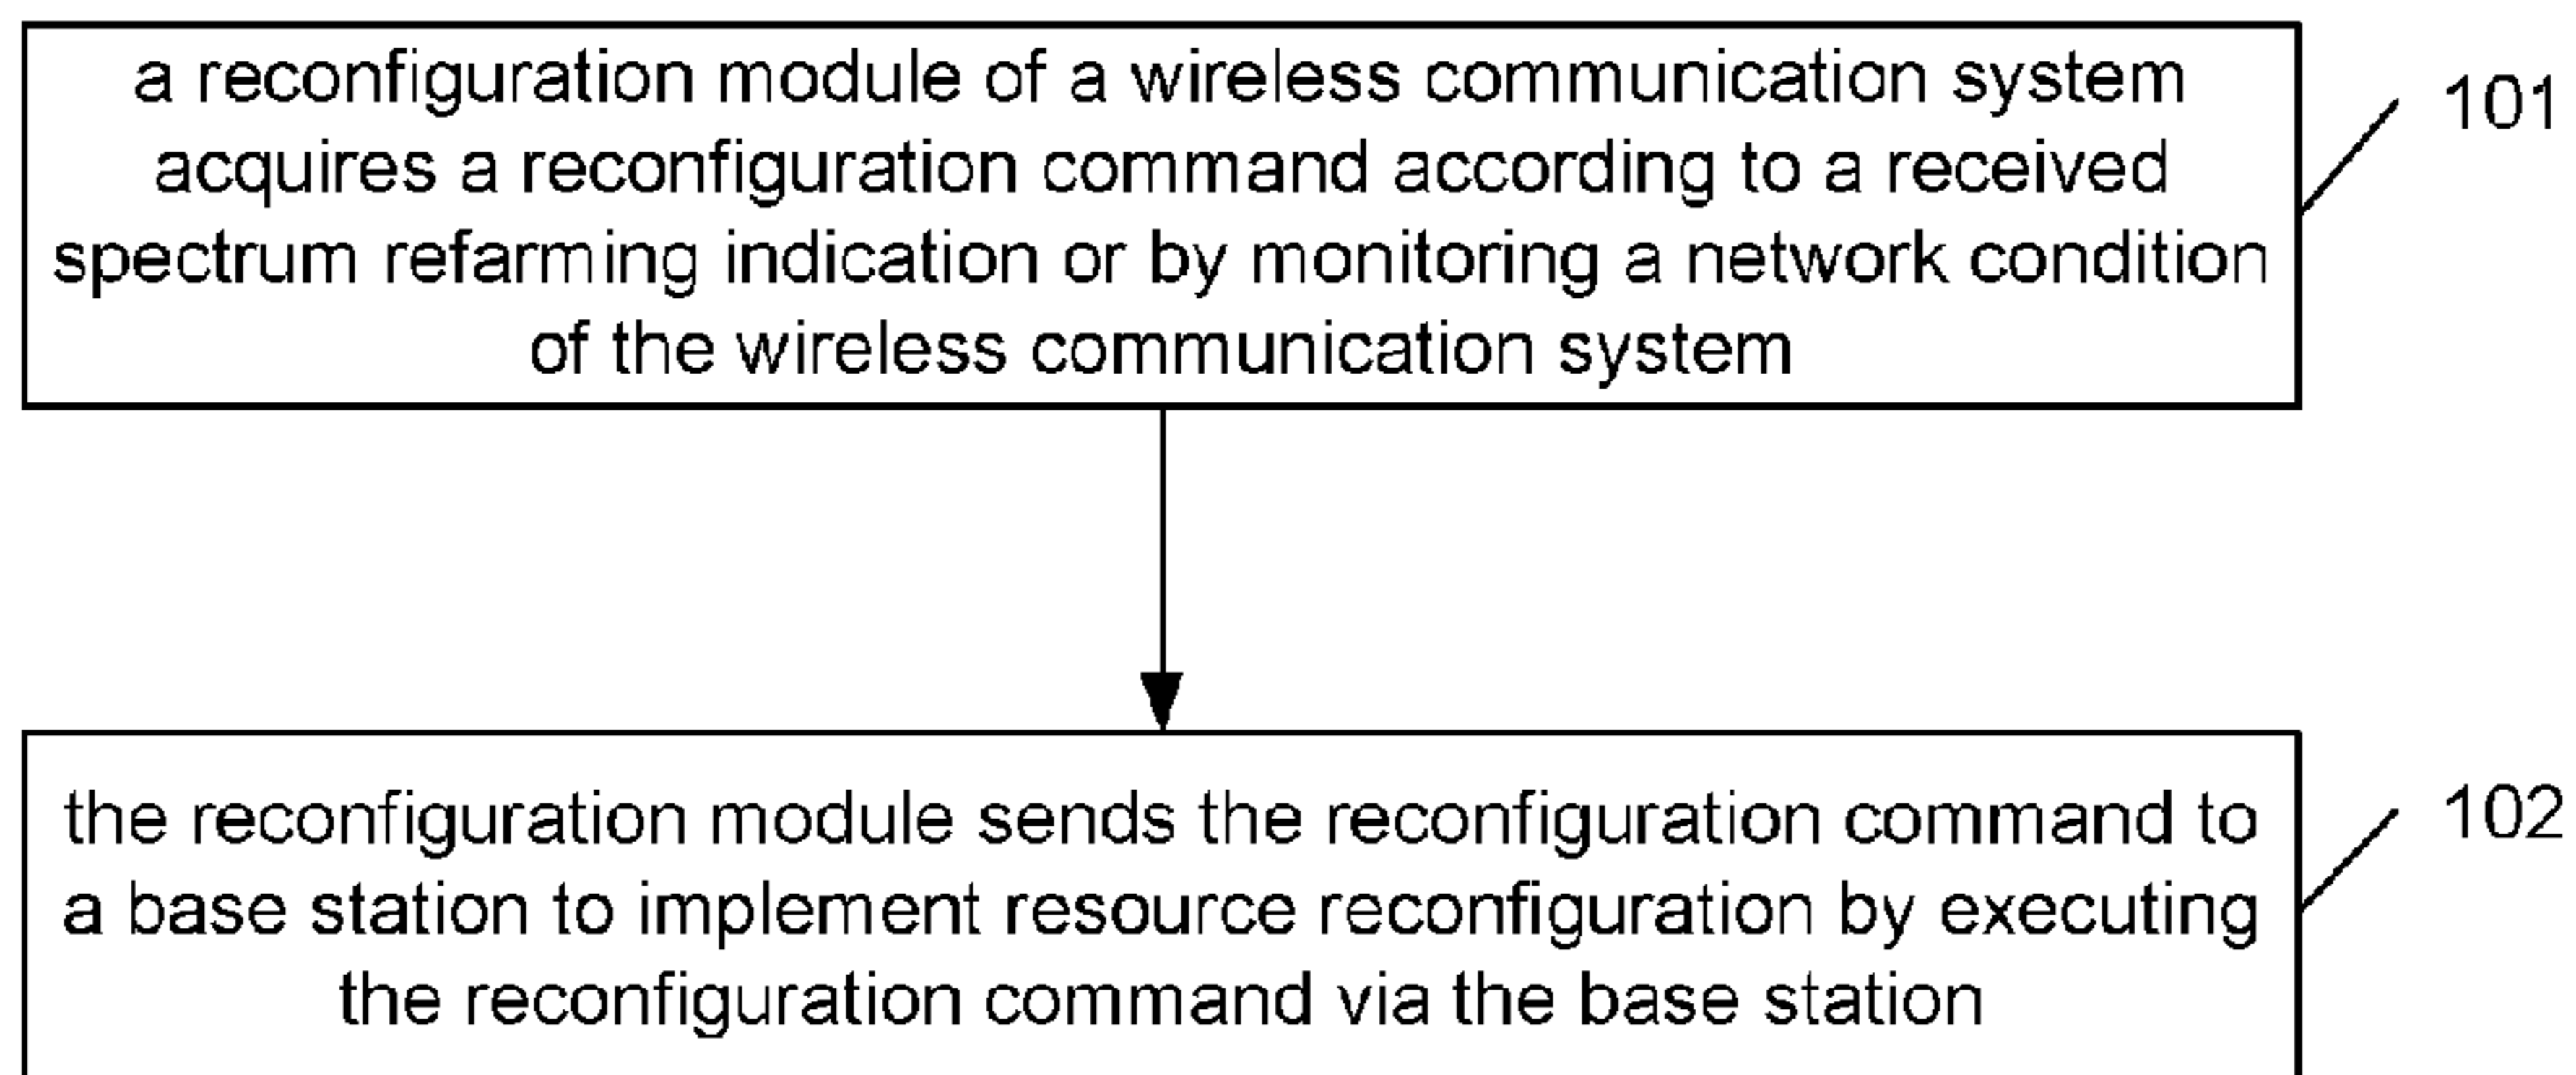 a reconfiguration module of a wireless communication system
acquires a reconfiguration command according to a received
spectrum refarming indication or by monitoring a network condition
of the wireless communication system
101
the reconfiguration module sends the reconfiguration command to
a base station to implement resource reconfiguration by executing
the reconfiguration command via the base station
102